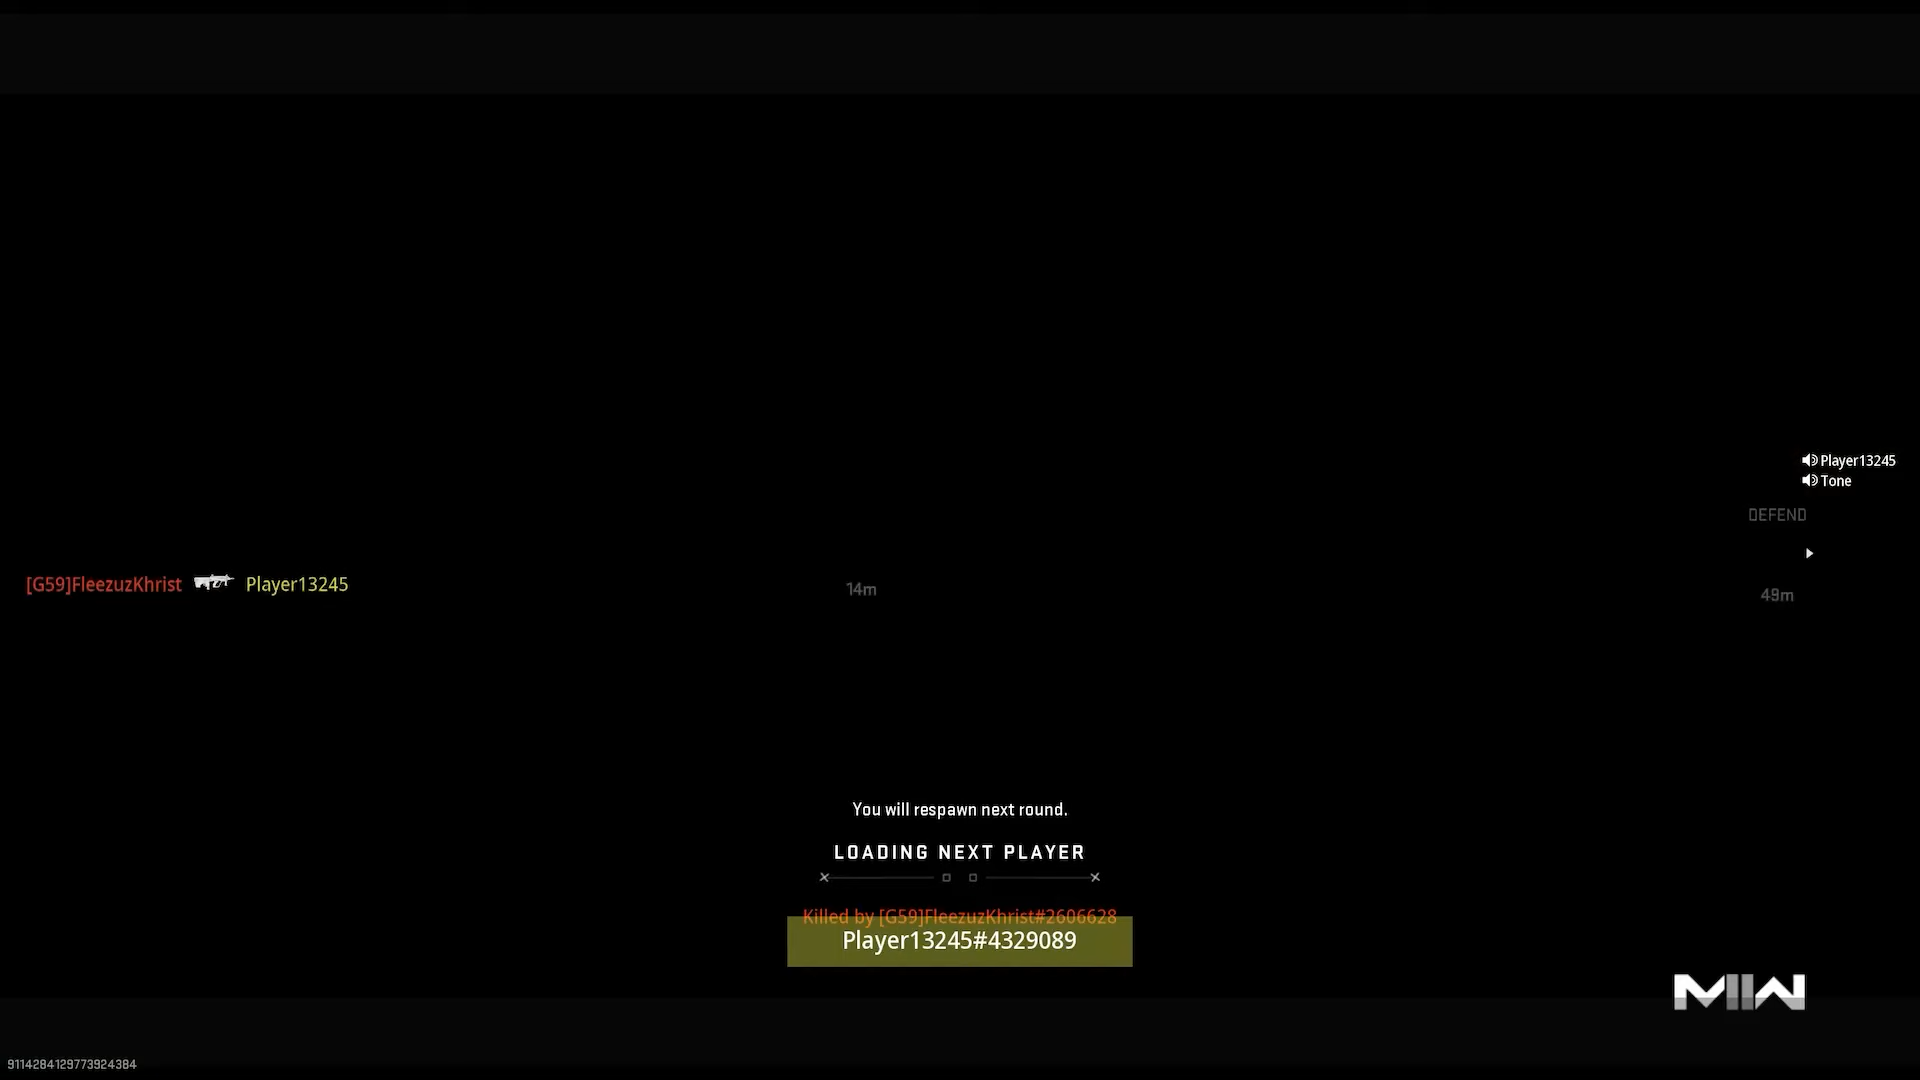 Player13245
Tone
DEFEND
[G59]FleezuzKhrist Player13245
14m
49m
You will respawn next round.
LOADING NEXT PLAYER
Killed by [G59]FleezuzKhrist#2606628
Player13245#4329089
MIIW
9114284129773924384